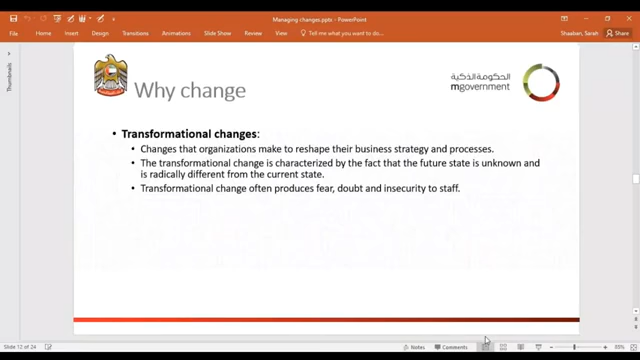 Managing changes.pptx - PowerPoint
Shaaban, Sarah
File Home Insert Design Transitions Animations Slide Show Review View Tell me what you want to do... Share
Thumbnails
Why change
الحكومة الذكية
mgovernment
• Transformational changes:
• Changes that organizations make to reshape their business strategy and processes.
• The transformational change is characterized by the fact that the future state is unknown and
is radically different from the current state.
• Transformational change often produces fear, doubt and insecurity to staff.
Slide 12 of 24 Notes Comments 89%